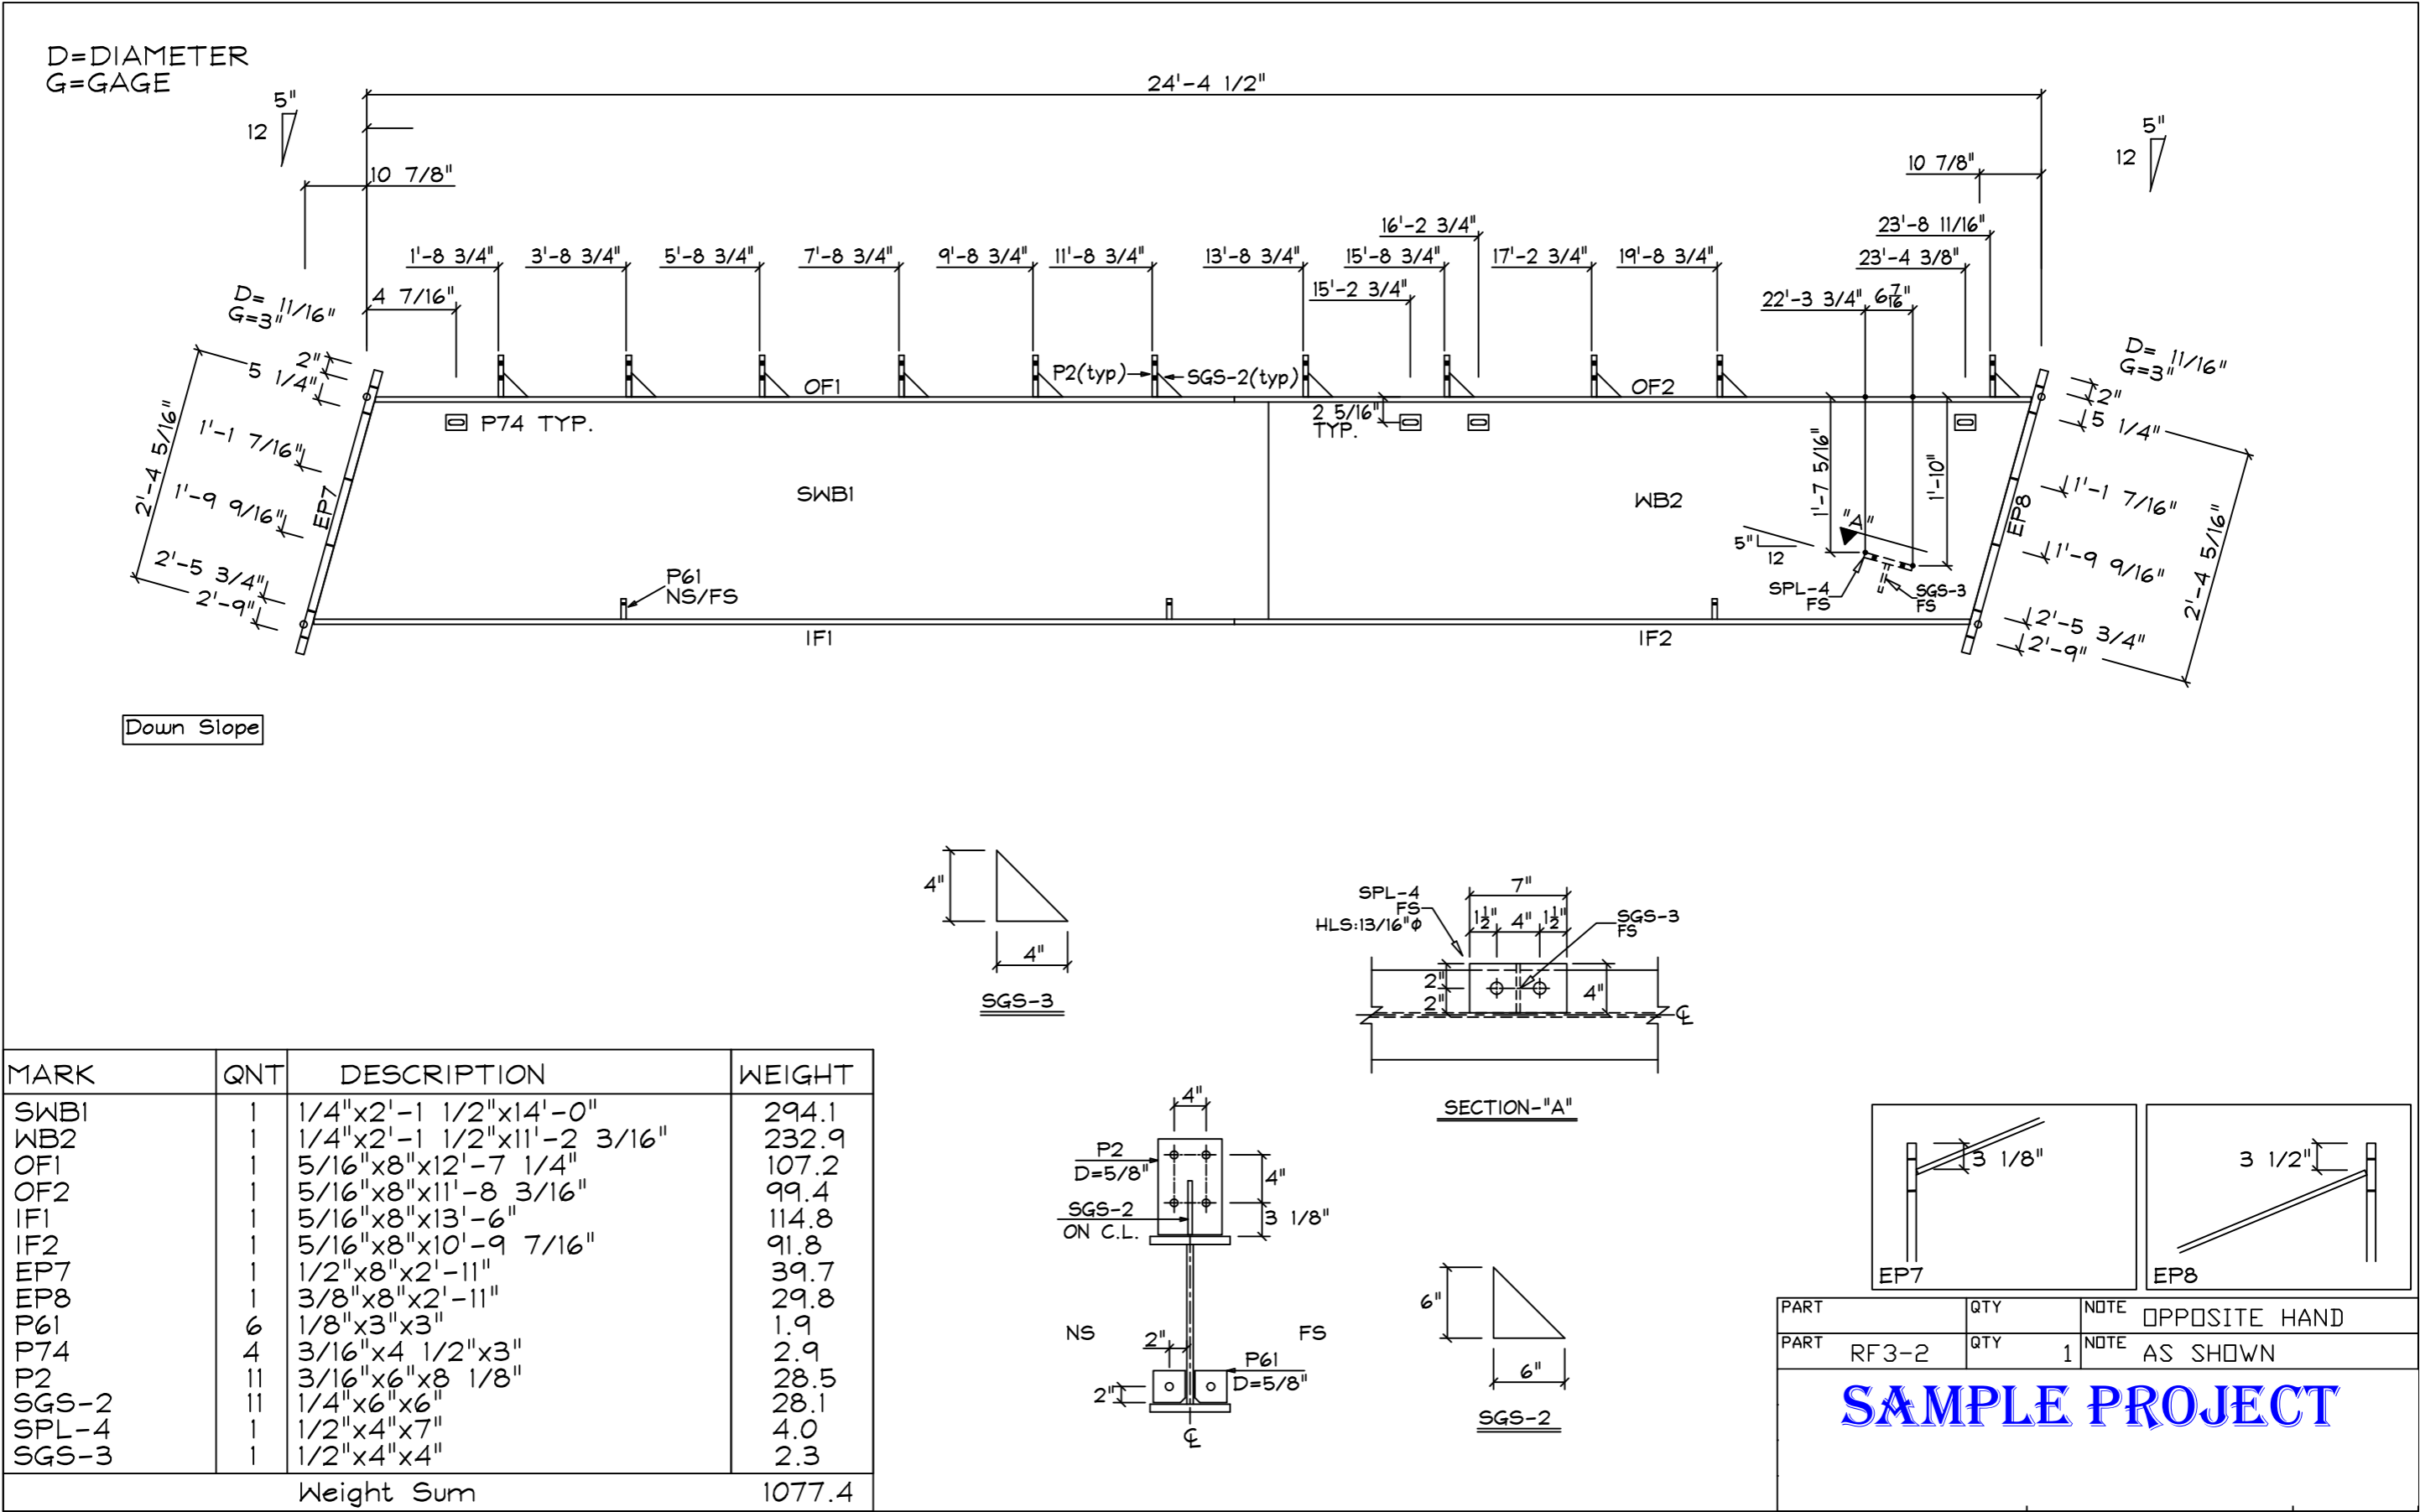 D=DIAMETER
G=GAGE
24'-4 1/2"
5"
12
5"
12
10 7/8"
10 7/8"
1'-8 3/4"
3'-8 3/4"
5'-8 3/4"
7'-8 3/4"
9'-8 3/4"
11'-8 3/4"
13'-8 3/4"
15'-8 3/4"
16'-2 3/4"
17'-2 3/4"
19'-8 3/4"
23'-8 11/16"
23'-4 3/8"
4 7/16"
15'-2 3/4"
22'-3 3/4"
6 7/16"
D= 11/16"
G=3"
2"
5 1/4"
1'-1 7/16"
1'-9 9/16"
2'-5 3/4"
2'-9"
2'-4 5/16"
EP7
OF1
P2(typ)
SGS-2(typ)
OF2
P74 TYP.
2 5/16"
TYP.
SWB1
WB2
1'-7 5/16"
1'-10"
"A"
5"
12
SPL-4
FS
SGS-3
FS
EP8
D= 11/16"
G=3"
2"
5 1/4"
1'-1 7/16"
1'-9 9/16"
2'-5 3/4"
2'-9"
2'-4 5/16"
P61
NS/FS
IF1
IF2
Down Slope
4"
4"
SGS-3
SPL-4
FS
HLS:13/16"φ
7"
1 1/2"
4"
1 1/2"
SGS-3
FS
2"
2"
4"
℄
SECTION-"A"
MARK QNT DESCRIPTION WEIGHT
SWB1 1 1/4"x2'-1 1/2"x14'-0" 294.1
WB2 1 1/4"x2'-1 1/2"x11'-2 3/16" 232.9
OF1 1 5/16"x8"x12'-7 1/4" 107.2
OF2 1 5/16"x8"x11'-8 3/16" 99.4
IF1 1 5/16"x8"x13'-6" 114.8
IF2 1 5/16"x8"x10'-9 7/16" 91.8
EP7 1 1/2"x8"x2'-11" 39.7
EP8 1 3/8"x8"x2'-11" 29.8
P61 6 1/8"x3"x3" 1.9
P74 4 3/16"x4 1/2"x3" 2.9
P2 11 3/16"x6"x8 1/8" 28.5
SGS-2 11 1/4"x6"x6" 28.1
SPL-4 1 1/2"x4"x7" 4.0
SGS-3 1 1/2"x4"x4" 2.3
Weight Sum 1077.4
4"
P2
D=5/8"
4"
SGS-2
ON C.L.
3 1/8"
NS
FS
2"
P61
D=5/8"
2"
℄
6"
6"
SGS-2
3 1/8"
EP7
3 1/2"
EP8
PART QTY NOTE OPPOSITE HAND
PART RF3-2 QTY 1 NOTE AS SHOWN
SAMPLE PROJECT